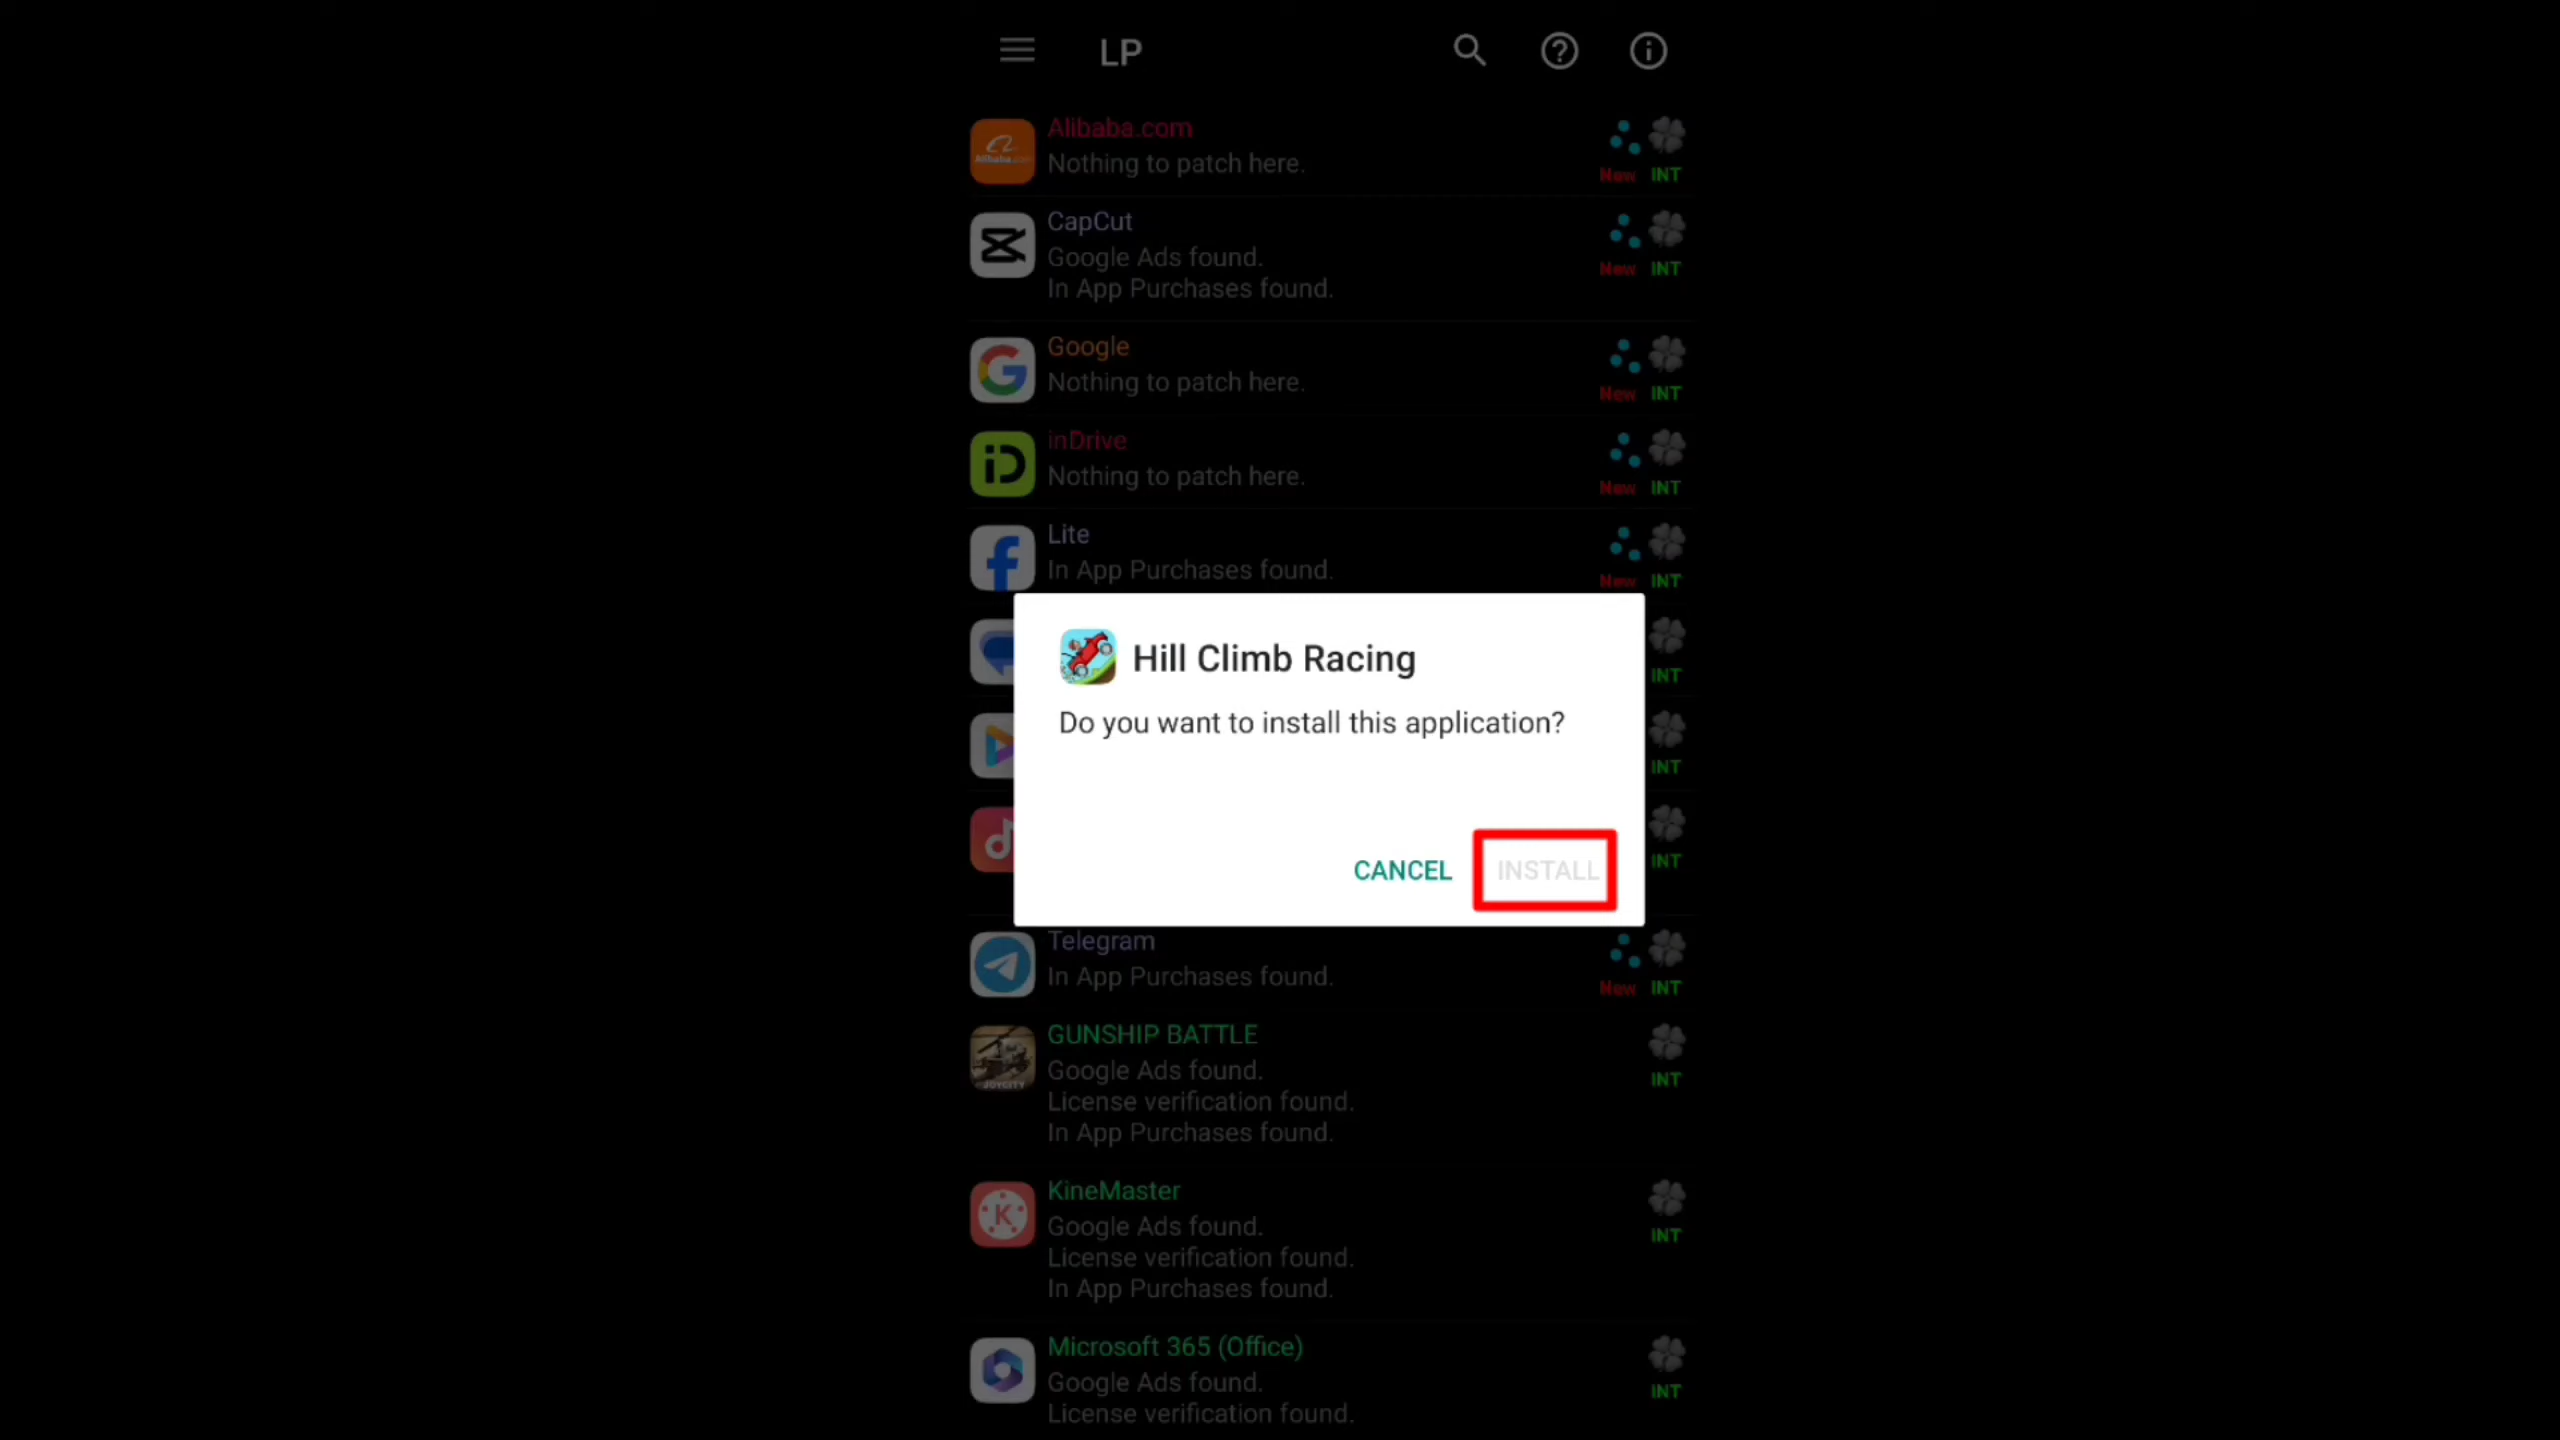 LP
Alibaba.com
Nothing to patch here.
New INT
CapCut
Google Ads found.
In App Purchases found.
New INT
Google
Nothing to patch here.
New INT
inDrive
Nothing to patch here.
New INT
Lite
In App Purchases found.
New INT
INT
INT
INT
Hill Climb Racing
Do you want to install this application?
CANCEL INSTALL
Telegram
In App Purchases found.
New INT
GUNSHIP BATTLE
Google Ads found.
License verification found.
In App Purchases found.
INT
JOYCITY
KineMaster
Google Ads found.
License verification found.
In App Purchases found.
INT
Microsoft 365 (Office)
Google Ads found.
License verification found.
INT